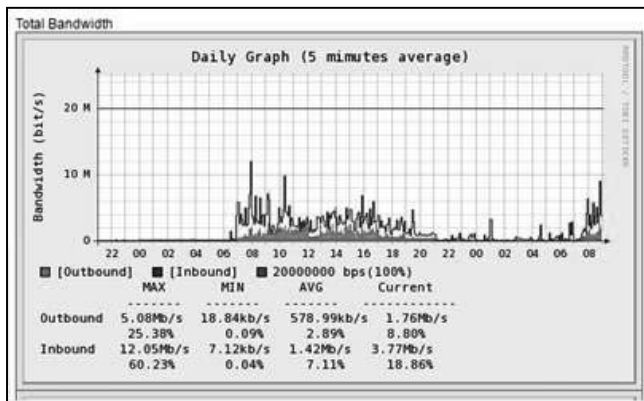 Total Bandwidth
Daily Graph (5 mimutes average)
RRDTOOL / TOBI OETIKER
Bandwidth (bit/s)
20 M
10 M
0
22 00 02 04 06 08 10 12 14 16 18 20 22 00 02 04 06 08
[Outbound] [Inbound] 20000000 bps(100%)
MAX MIN AVG Current
------- ------- ------- -------------
Outbound 5.08Mb/s 18.84kb/s 578.99kb/s 1.76Mb/s
25.38% 0.09% 2.89% 8.80%
Inbound 12.05Mb/s 7.12kb/s 1.42Mb/s 3.77Mb/s
60.23% 0.04% 7.11% 18.86%